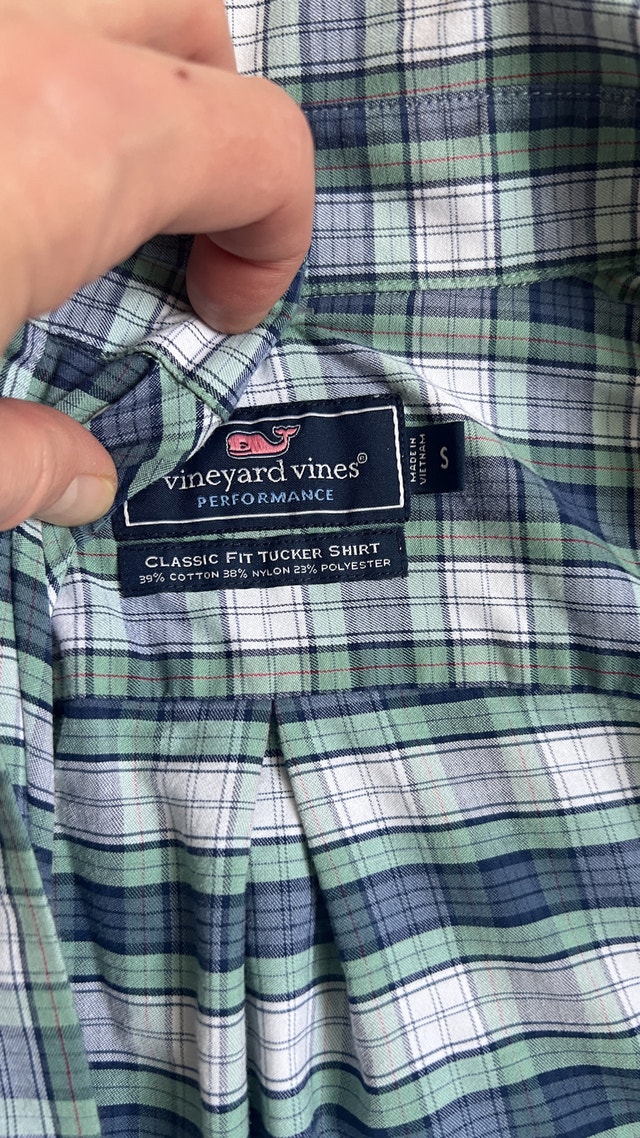 vineyard vines®
PERFORMANCE
MADE IN
VIETNAM
S
CLASSIC FIT TUCKER SHIRT
39% COTTON 38% NYLON 23% POLYESTER